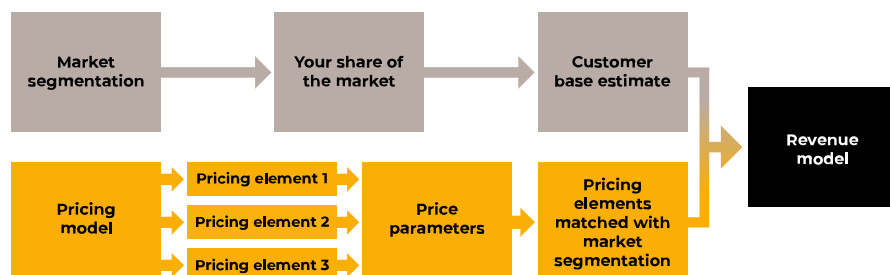 Market
segmentation
Your share of
the market
Customer
base estimate
Revenue
model
Pricing
model
Pricing element 1
Pricing element 2
Pricing element 3
Price
parameters
Pricing
elements
matched with
market
segmentation